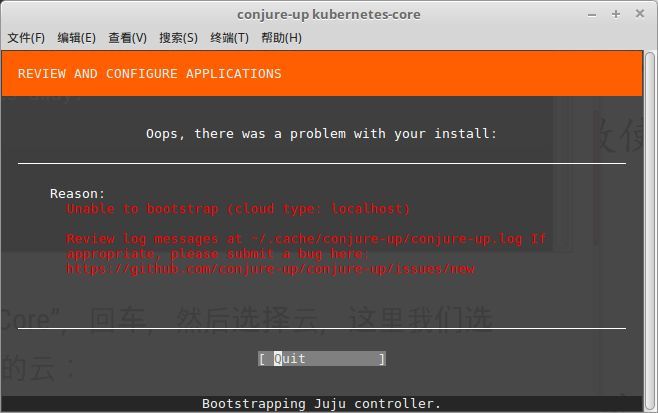 conjure-up kubernetes-core
文件(F) 编辑(E) 查看(V) 搜索(S) 终端(T) 帮助(H)
REVIEW AND CONFIGURE APPLICATIONS
Oops, there was a problem with your install:
Reason:
Unable to bootstrap (cloud type: localhost)
Review log messages at ~/.cache/conjure-up/conjure-up.log If
appropriate, please submit a bug here:
https://github.com/conjure-up/conjure-up/issues/new
Core”，回车，然后选择云，这里我们选
的云：
[ Quit ]
Bootstrapping Juju controller.